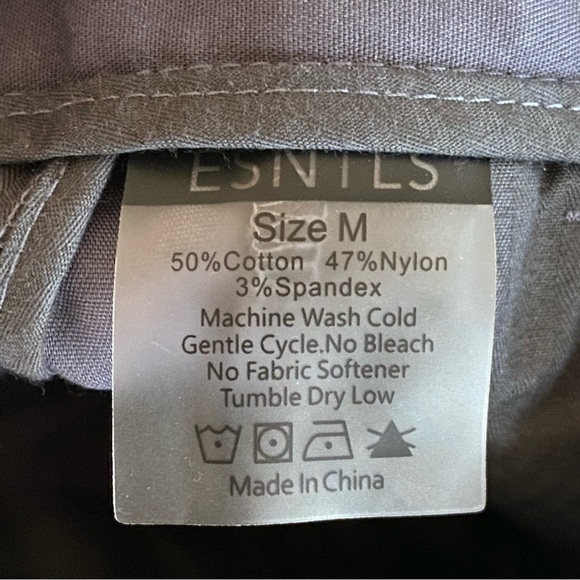 ESNTLS
Size M
50%Cotton 47%Nylon
3%Spandex
Machine Wash Cold
Gentle Cycle.No Bleach
No Fabric Softener
Tumble Dry Low
Made In China